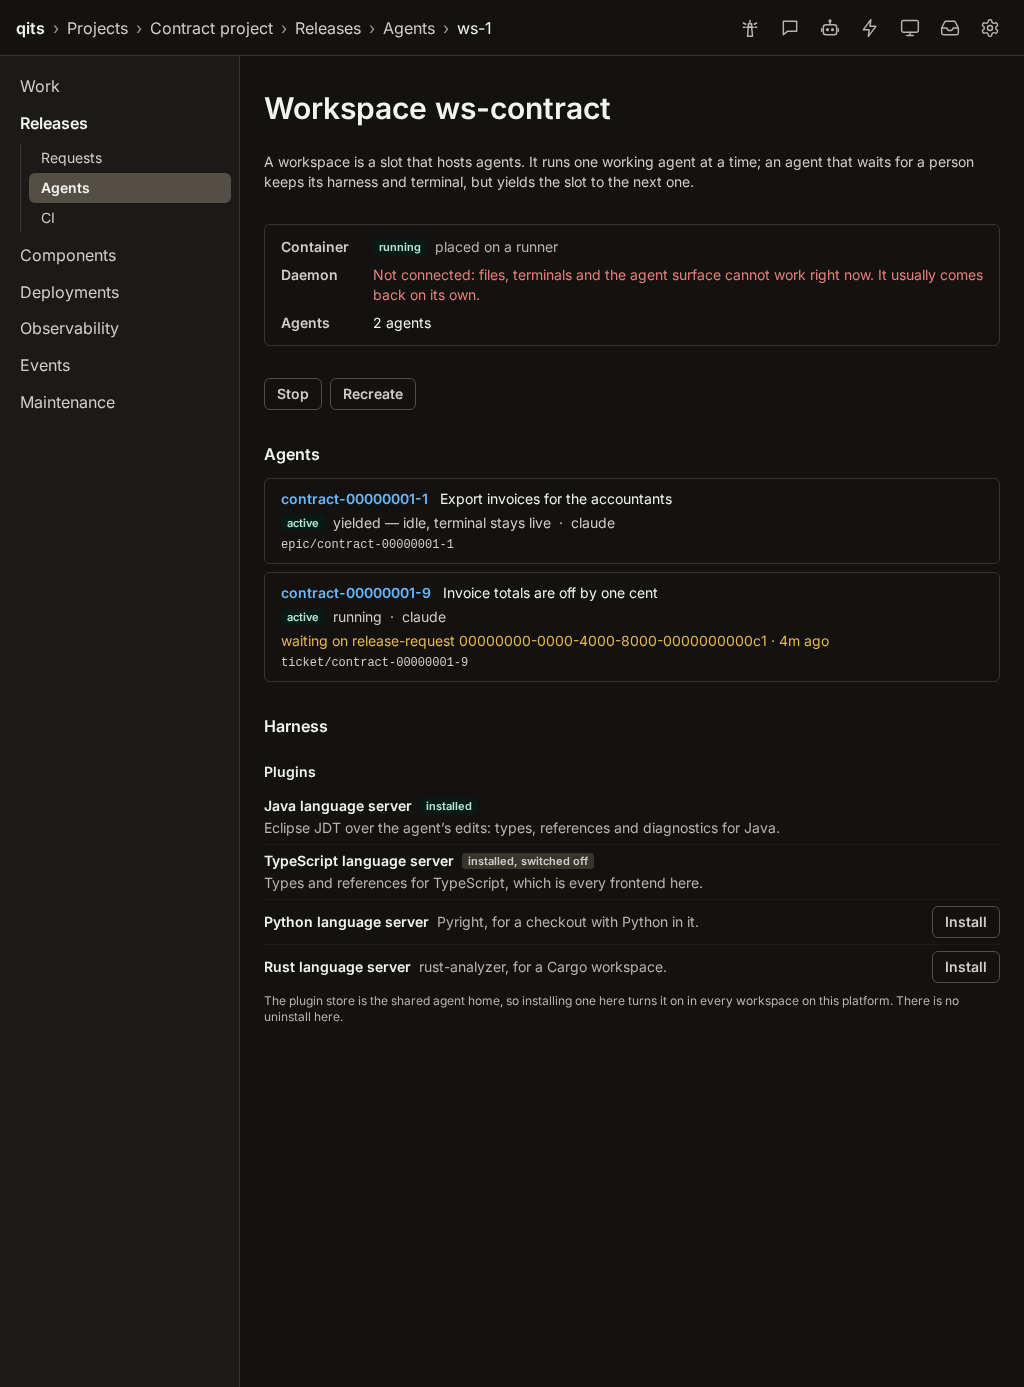 qits › Projects › Contract project › Releases › Agents › ws-1
Work
Releases
Requests
Agents
CI
Components
Deployments
Observability
Events
Maintenance
Workspace ws-contract
A workspace is a slot that hosts agents. It runs one working agent at a time; an agent that waits for a person
keeps its harness and terminal, but yields the slot to the next one.
Container running placed on a runner
Daemon Not connected: files, terminals and the agent surface cannot work right now. It usually comes
back on its own.
Agents 2 agents
Stop Recreate
Agents
contract-00000001-1 Export invoices for the accountants
active yielded — idle, terminal stays live · claude
epic/contract-00000001-1
contract-00000001-9 Invoice totals are off by one cent
active running · claude
waiting on release-request 00000000-0000-4000-8000-0000000000c1 · 4m ago
ticket/contract-00000001-9
Harness
Plugins
Java language server installed
Eclipse JDT over the agent’s edits: types, references and diagnostics for Java.
TypeScript language server installed, switched off
Types and references for TypeScript, which is every frontend here.
Python language server Pyright, for a checkout with Python in it. Install
Rust language server rust-analyzer, for a Cargo workspace. Install
The plugin store is the shared agent home, so installing one here turns it on in every workspace on this platform. There is no
uninstall here.